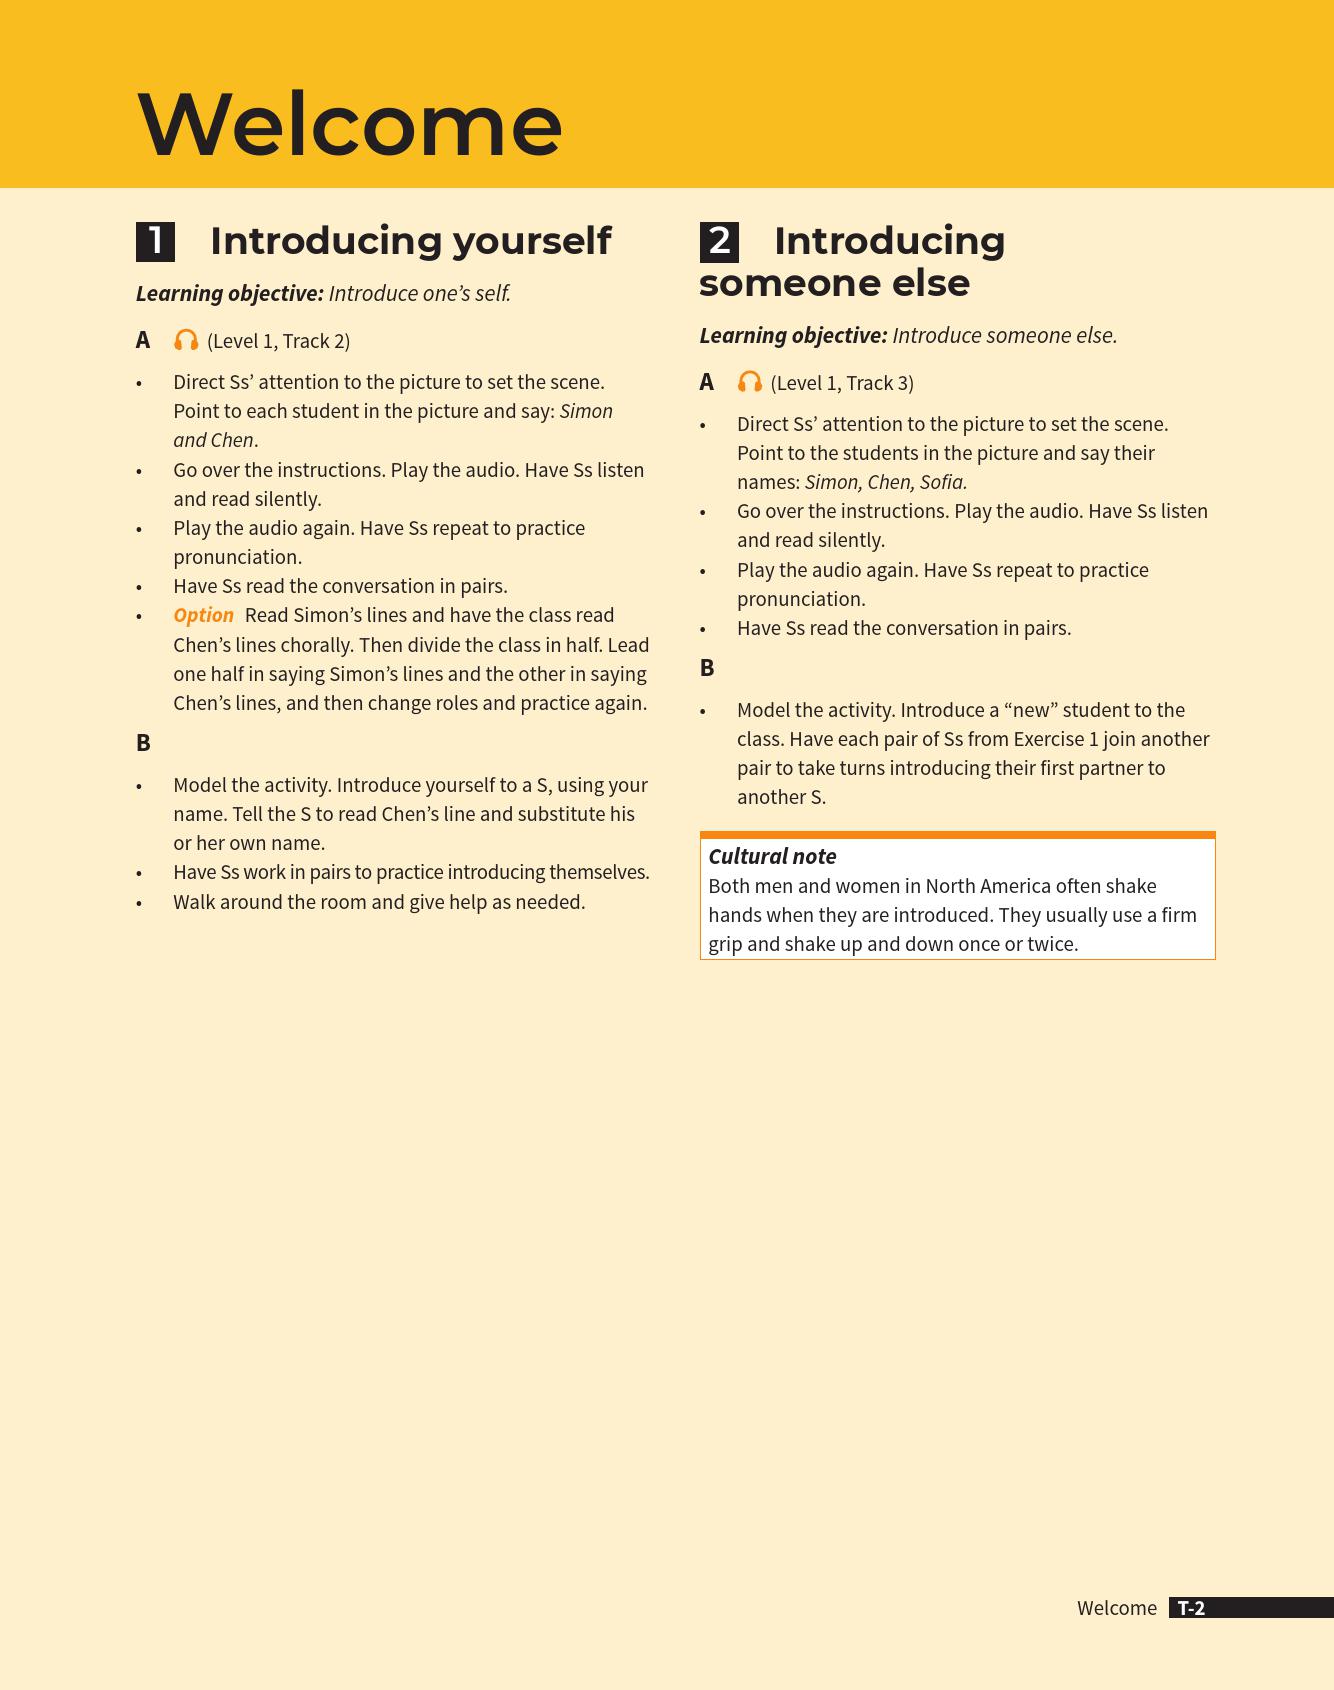 Welcome
1 Introducing yourself
Learning objective: Introduce one’s self.
A (Level 1, Track 2)
• Direct Ss’ attention to the picture to set the scene.
Point to each student in the picture and say: Simon
and Chen.
• Go over the instructions. Play the audio. Have Ss listen
and read silently.
• Play the audio again. Have Ss repeat to practice
pronunciation.
• Have Ss read the conversation in pairs.
• Option Read Simon’s lines and have the class read
Chen’s lines chorally. Then divide the class in half. Lead
one half in saying Simon’s lines and the other in saying
Chen’s lines, and then change roles and practice again.
B
• Model the activity. Introduce yourself to a S, using your
name. Tell the S to read Chen’s line and substitute his
or her own name.
• Have Ss work in pairs to practice introducing themselves.
• Walk around the room and give help as needed.
2 Introducing
someone else
Learning objective: Introduce someone else.
A (Level 1, Track 3)
• Direct Ss’ attention to the picture to set the scene.
Point to the students in the picture and say their
names: Simon, Chen, Sofia.
• Go over the instructions. Play the audio. Have Ss listen
and read silently.
• Play the audio again. Have Ss repeat to practice
pronunciation.
• Have Ss read the conversation in pairs.
B
• Model the activity. Introduce a “new” student to the
class. Have each pair of Ss from Exercise 1 join another
pair to take turns introducing their first partner to
another S.
Cultural note
Both men and women in North America often shake
hands when they are introduced. They usually use a firm
grip and shake up and down once or twice.
Welcome T-2